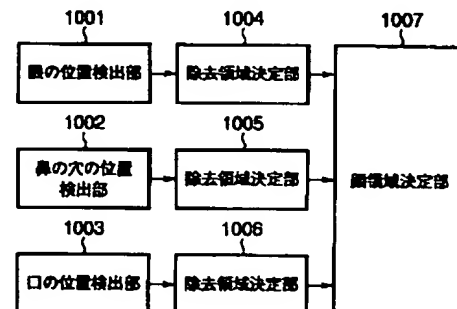 1001
1004
1007
眼の位置検出部
除去領域決定部
1002
1005
鼻の穴の位置
検出部
除去領域決定部
顔領域決定部
1003
1006
口の位置検出部
除去領域決定部